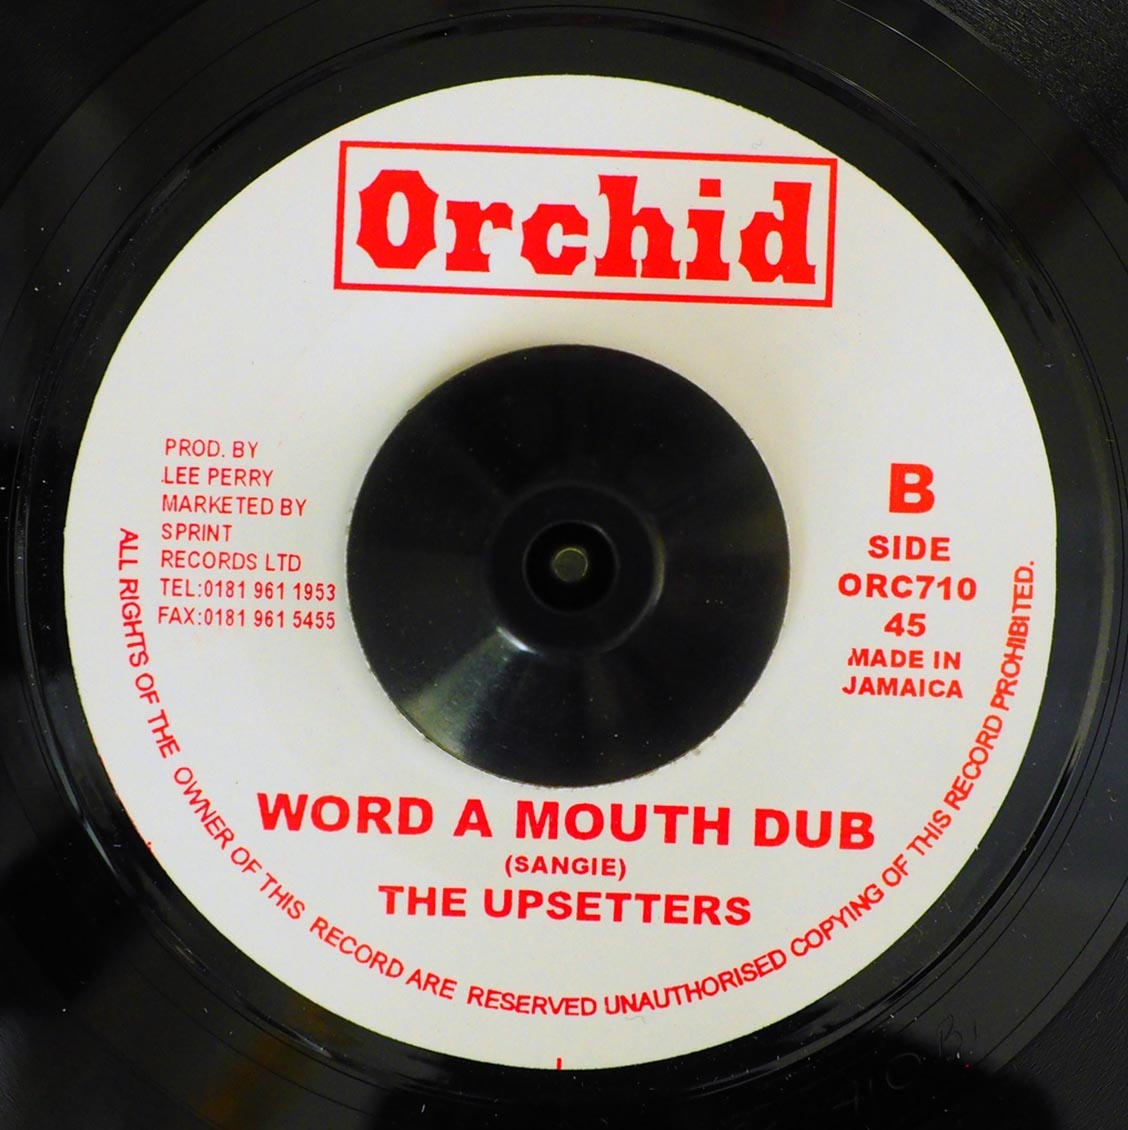 Orchid
PROD. BY
LEE PERRY
MARKETED BY
SPRINT
RECORDS LTD
TEL:0181 961 1953
FAX:0181 961 5455
B
SIDE
ORC710
45
MADE IN
JAMAICA
WORD A MOUTH DUB
(SANGIE)
THE UPSETTERS
ALL RIGHTS OF THE OWNER OF THIS RECORD ARE RESERVED UNAUTHORISED COPYING OF THIS RECORD PROHIBITED.